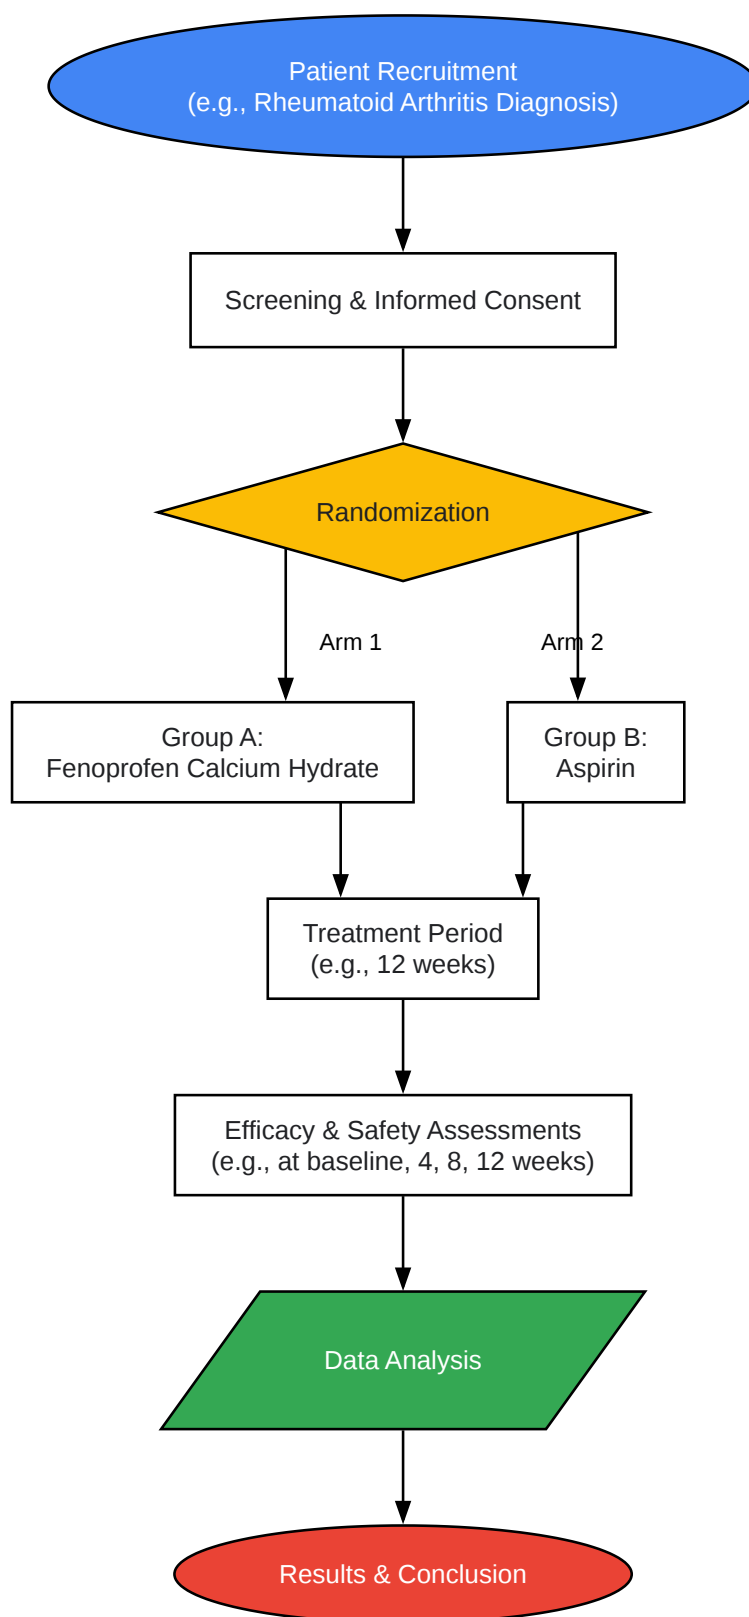 Patient Recruitment
(e.g., Rheumatoid Arthritis Diagnosis)
Screening & Informed Consent
Randomization
Arm 1
Arm 2
Group A:
Fenoprofen Calcium Hydrate
Group B:
Aspirin
Treatment Period
(e.g., 12 weeks)
Efficacy & Safety Assessments
(e.g., at baseline, 4, 8, 12 weeks)
Data Analysis
Results & Conclusion